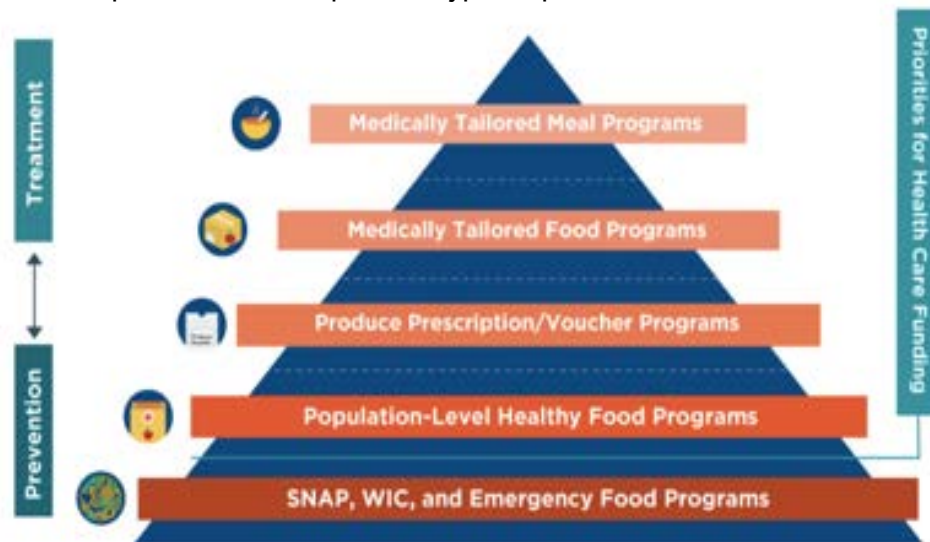 Treatment
Prevention
Medically Tailored Meal Programs
Medically Tailored Food Programs
Produce Prescription/Voucher Programs
Population-Level Healthy Food Programs
SNAP, WIC, and Emergency Food Programs
Priorities for Health Care Funding